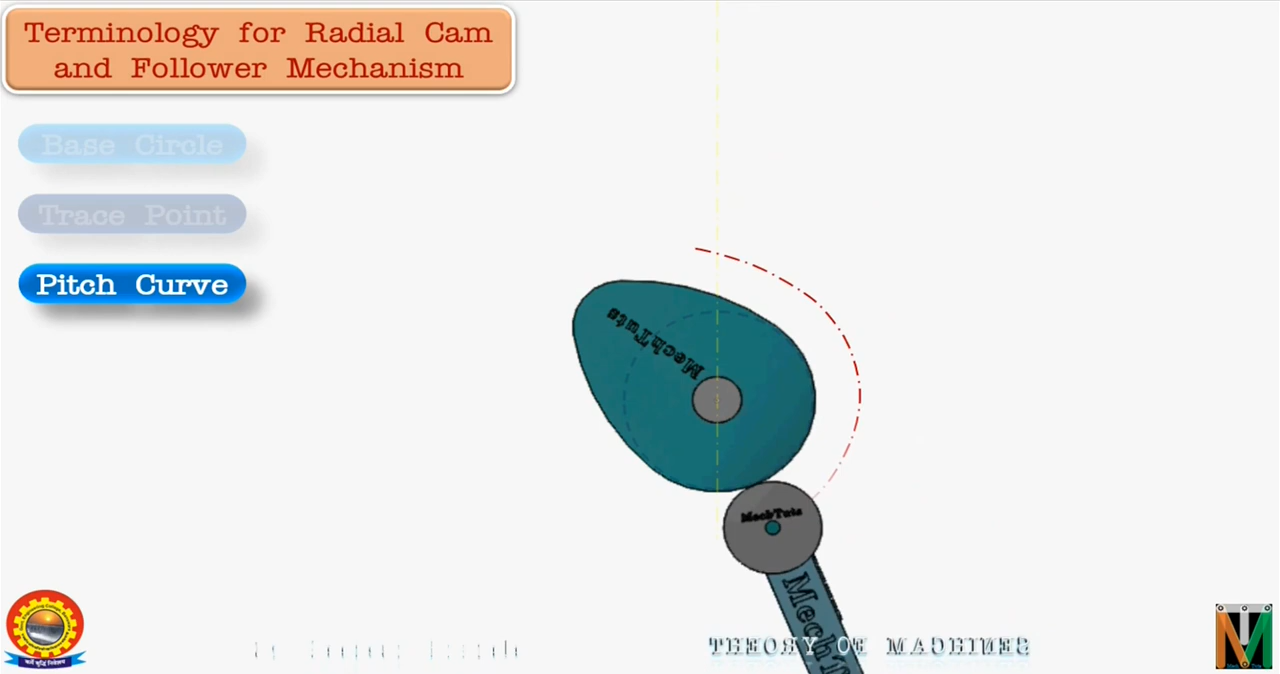 Terminology for Radial Cam
and Follower Mechanism
Base Circle
Trace Point
Pitch Curve
MechTuts
MechTuts
THEORY OF MACHINES